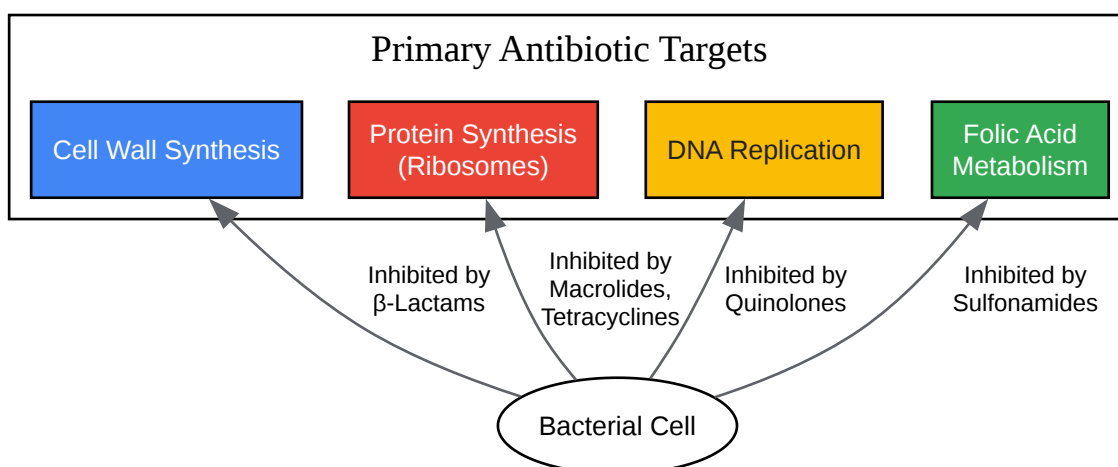 Primary Antibiotic Targets
Cell Wall Synthesis
Protein Synthesis
(Ribosomes)
DNA Replication
Folic Acid
Metabolism
Inhibited by
β-Lactams
Inhibited by
Macrolides,
Tetracyclines
Inhibited by
Quinolones
Inhibited by
Sulfonamides
Bacterial Cell